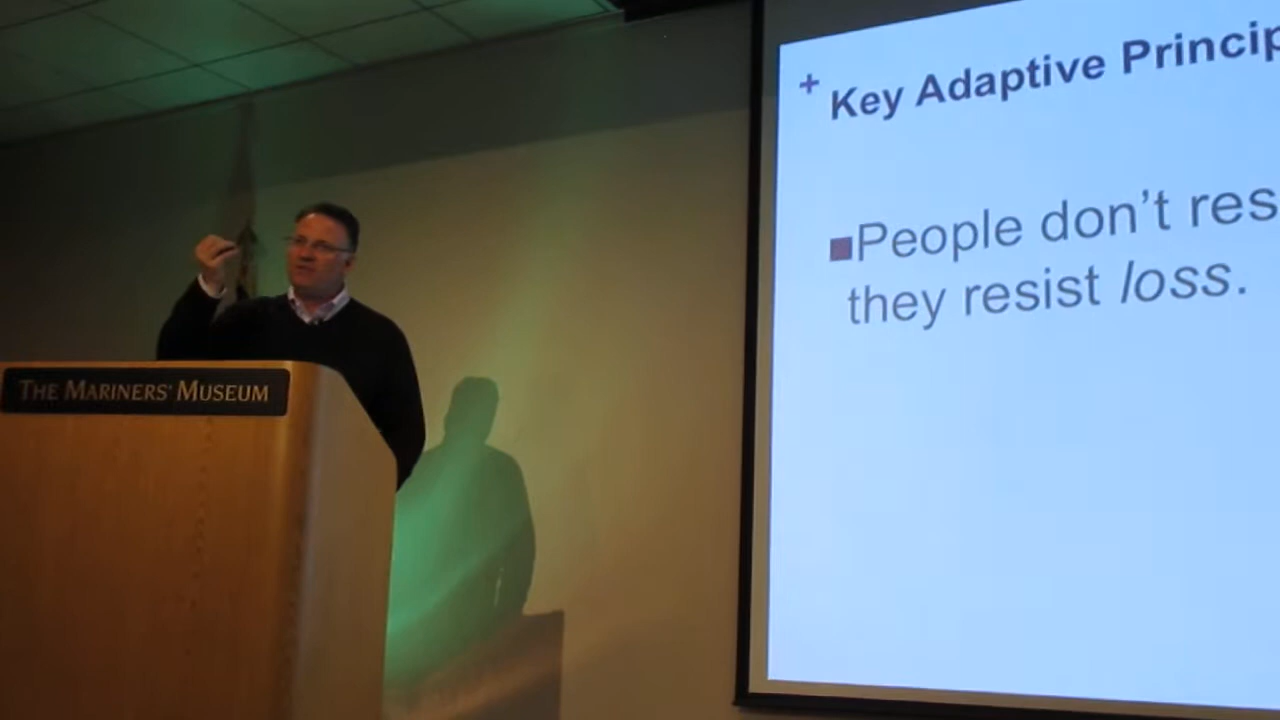 THE MARINERS' MUSEUM
+ Key Adaptive Princip
People don't res
they resist loss.